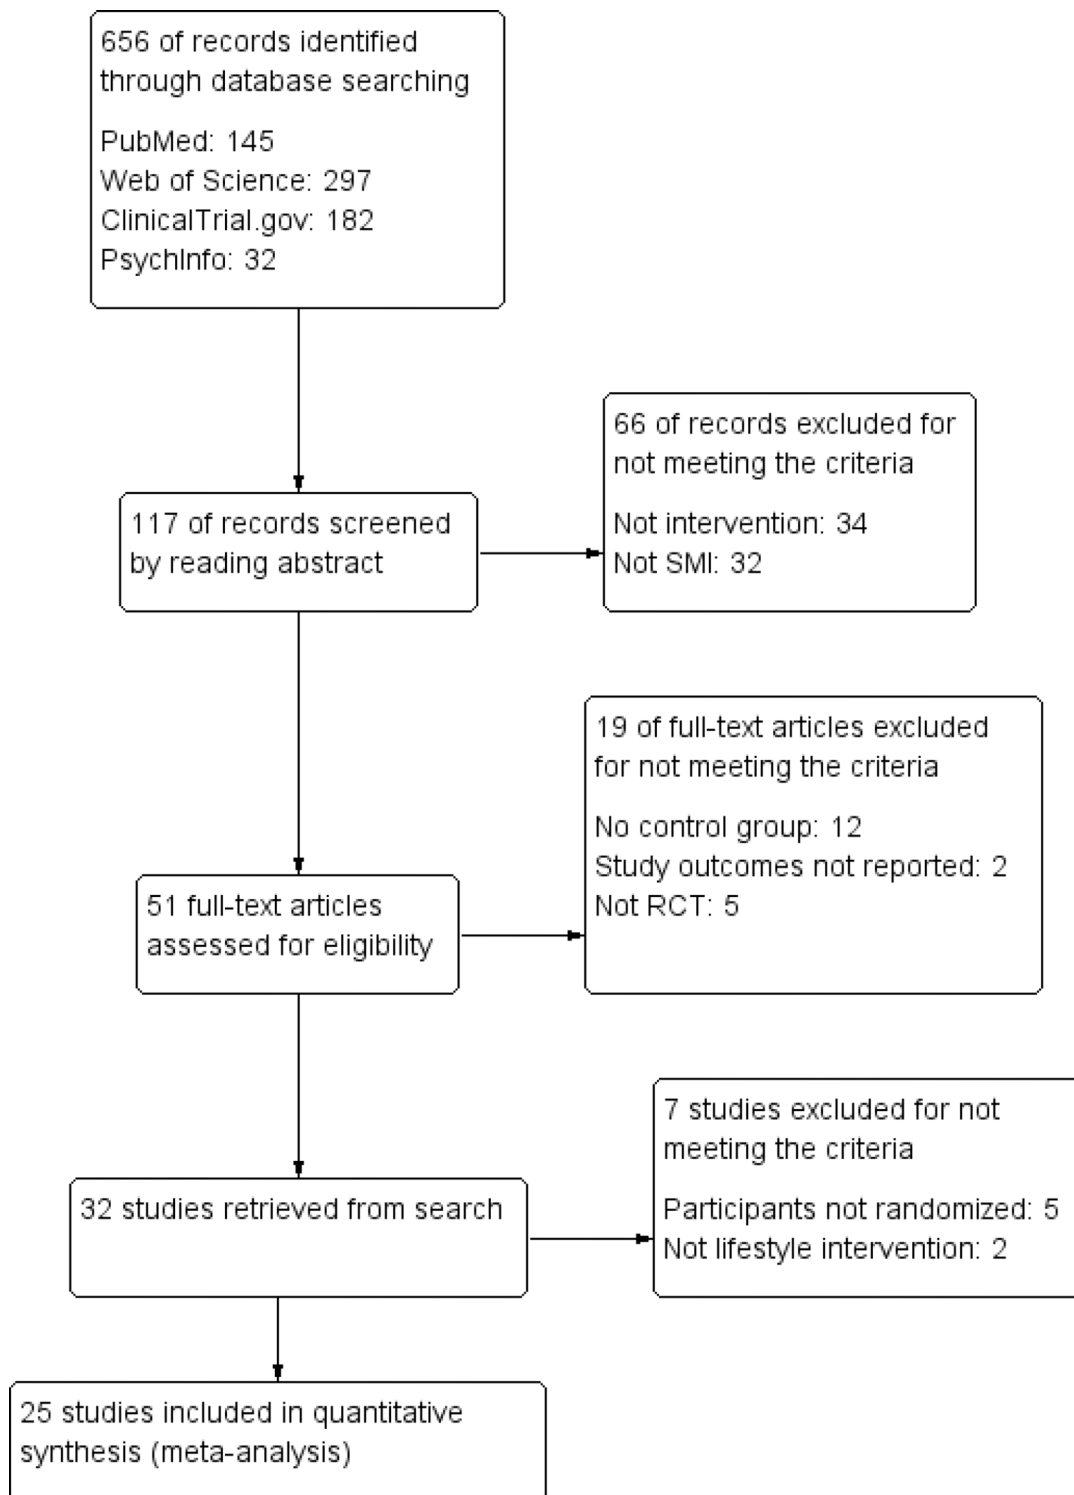 656 of records identified
through database searching
PubMed: 145
Web of Science: 297
ClinicalTrial.gov: 182
PsychInfo: 32
66 of records excluded for
not meeting the criteria
Not intervention: 34
Not SMI: 32
117 of records screened
by reading abstract
19 of full-text articles excluded
for not meeting the criteria
No control group: 12
Study outcomes not reported: 2
Not RCT: 5
51 full-text articles
assessed for eligibility
7 studies excluded for not
meeting the criteria
Participants not randomized: 5
Not lifestyle intervention: 2
32 studies retrieved from search
25 studies included in quantitative
synthesis (meta-analysis)